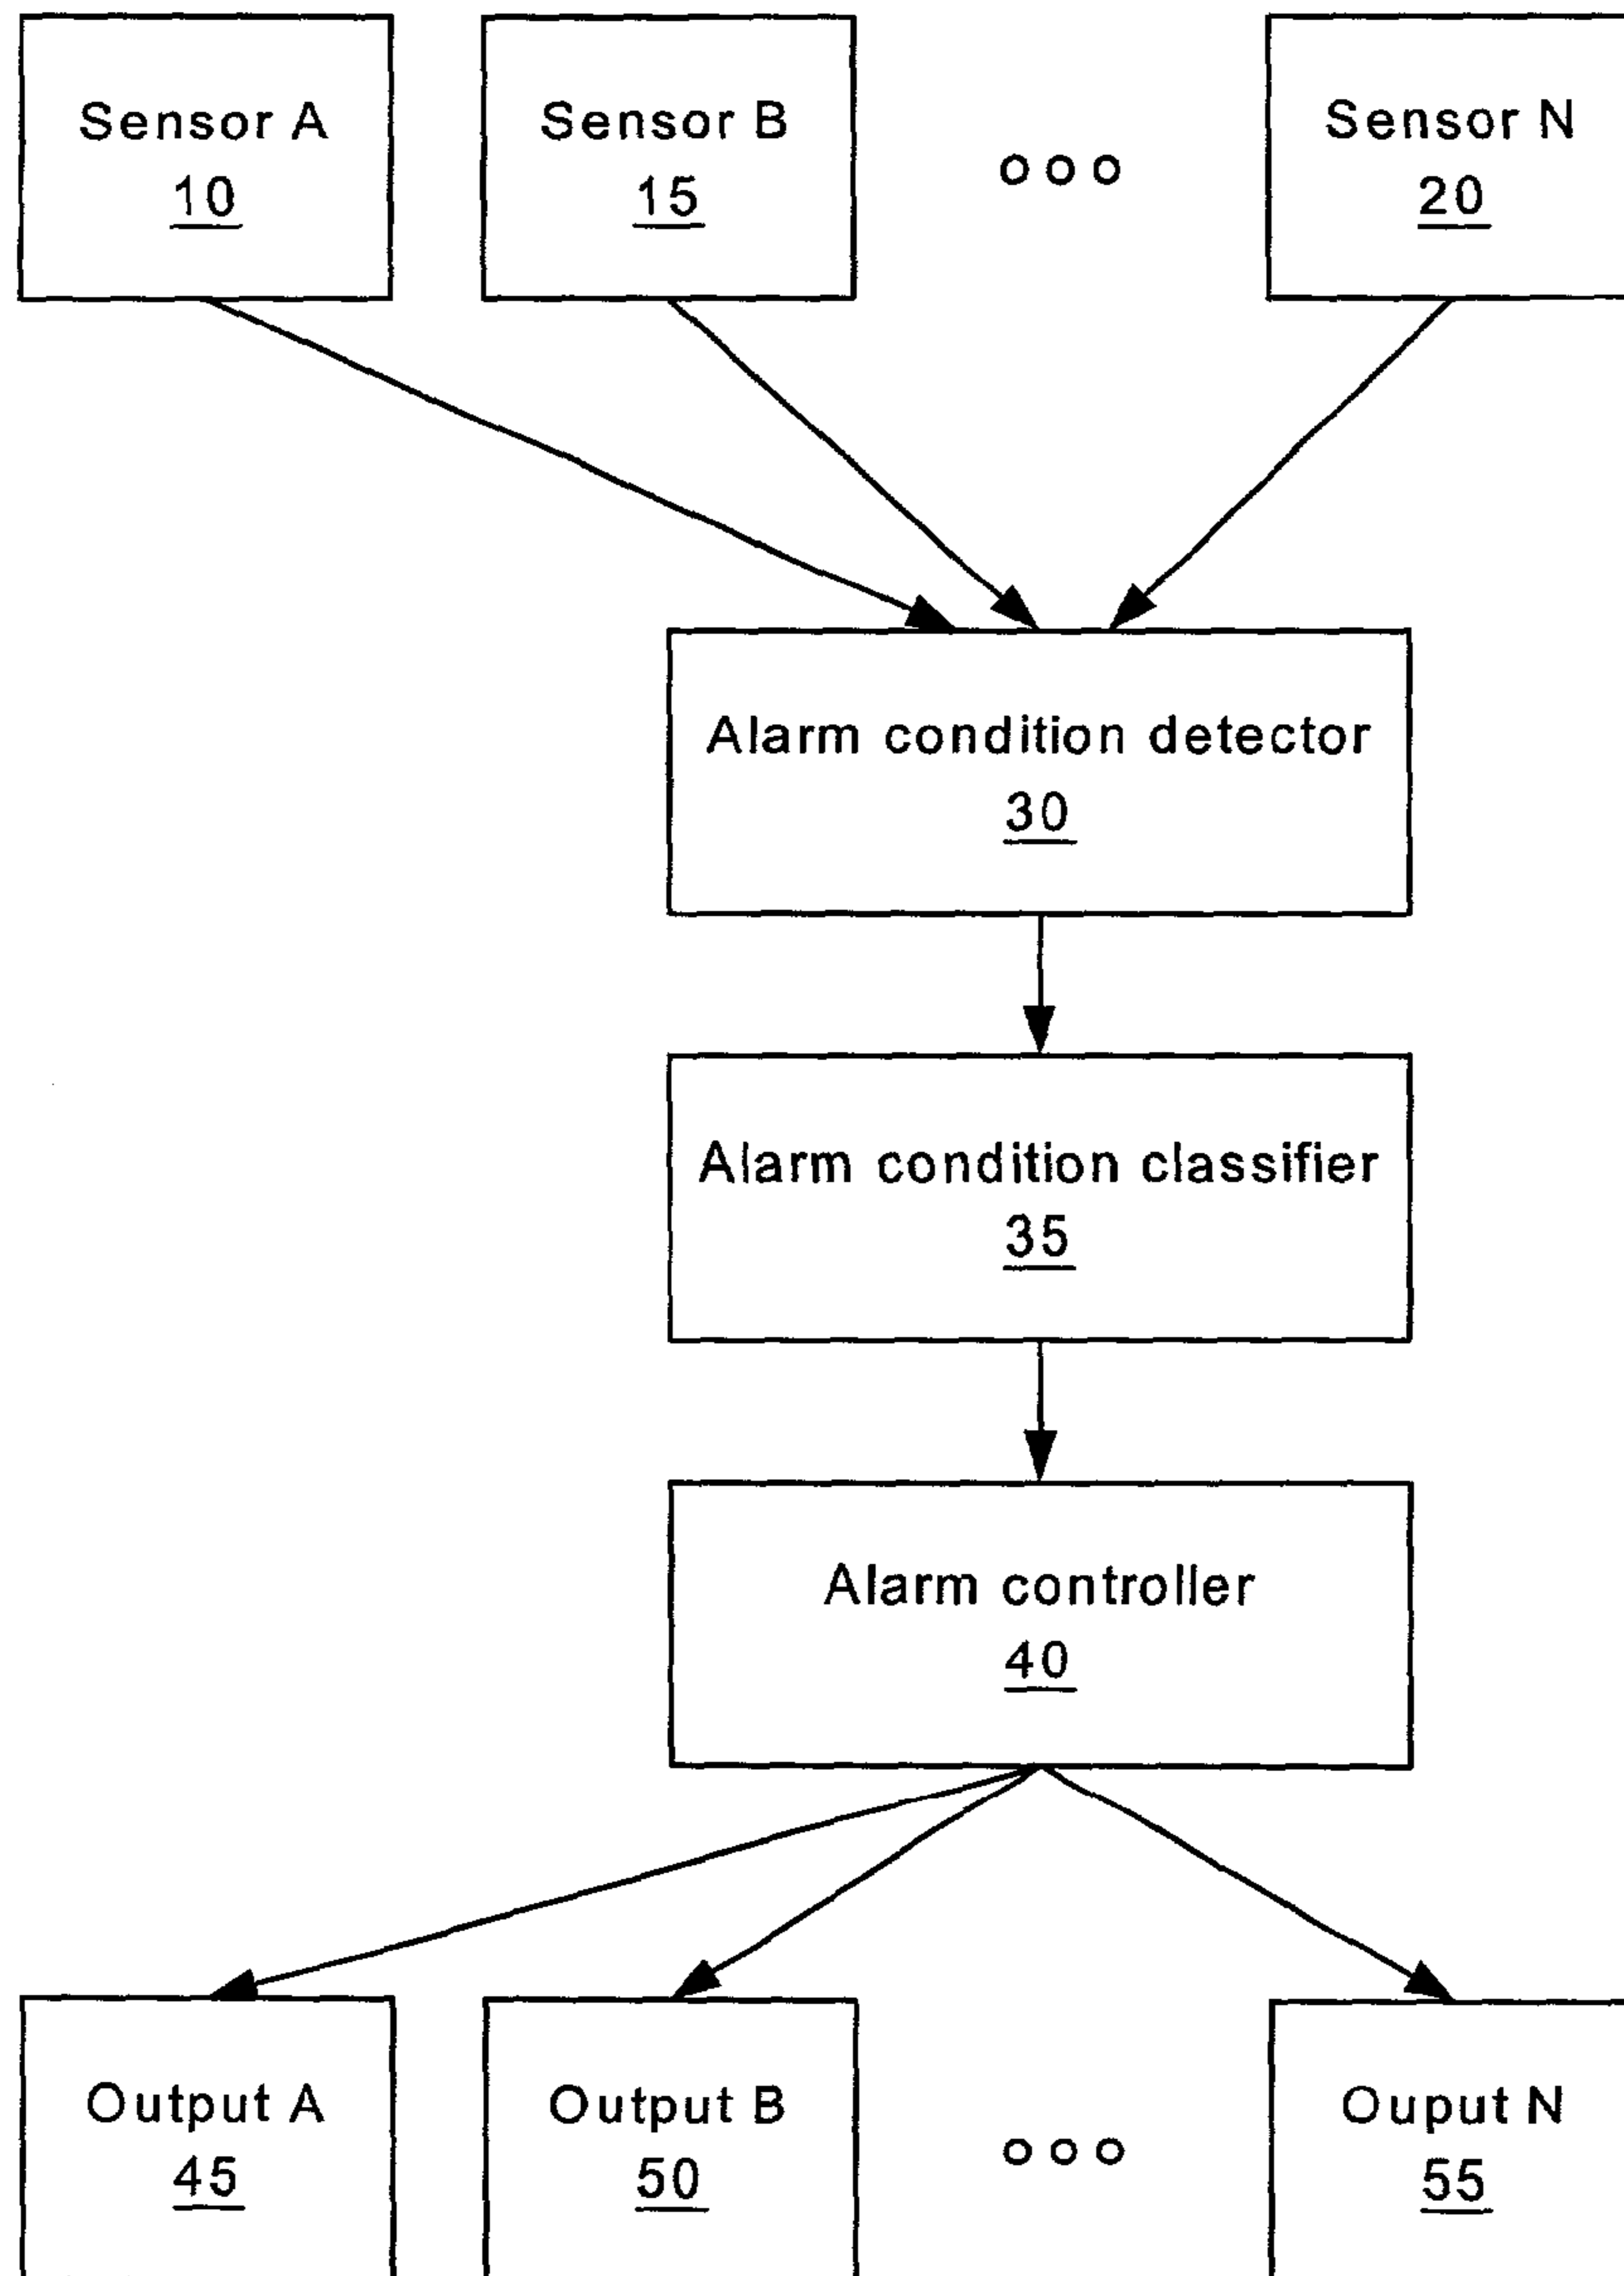 Sensor A
10
Sensor B
15
Sensor N
20
Alarm condition detector
30
Alarm condition classifier
35
Alarm controller
40
Output A
45
Output B
50
Ouput N
55